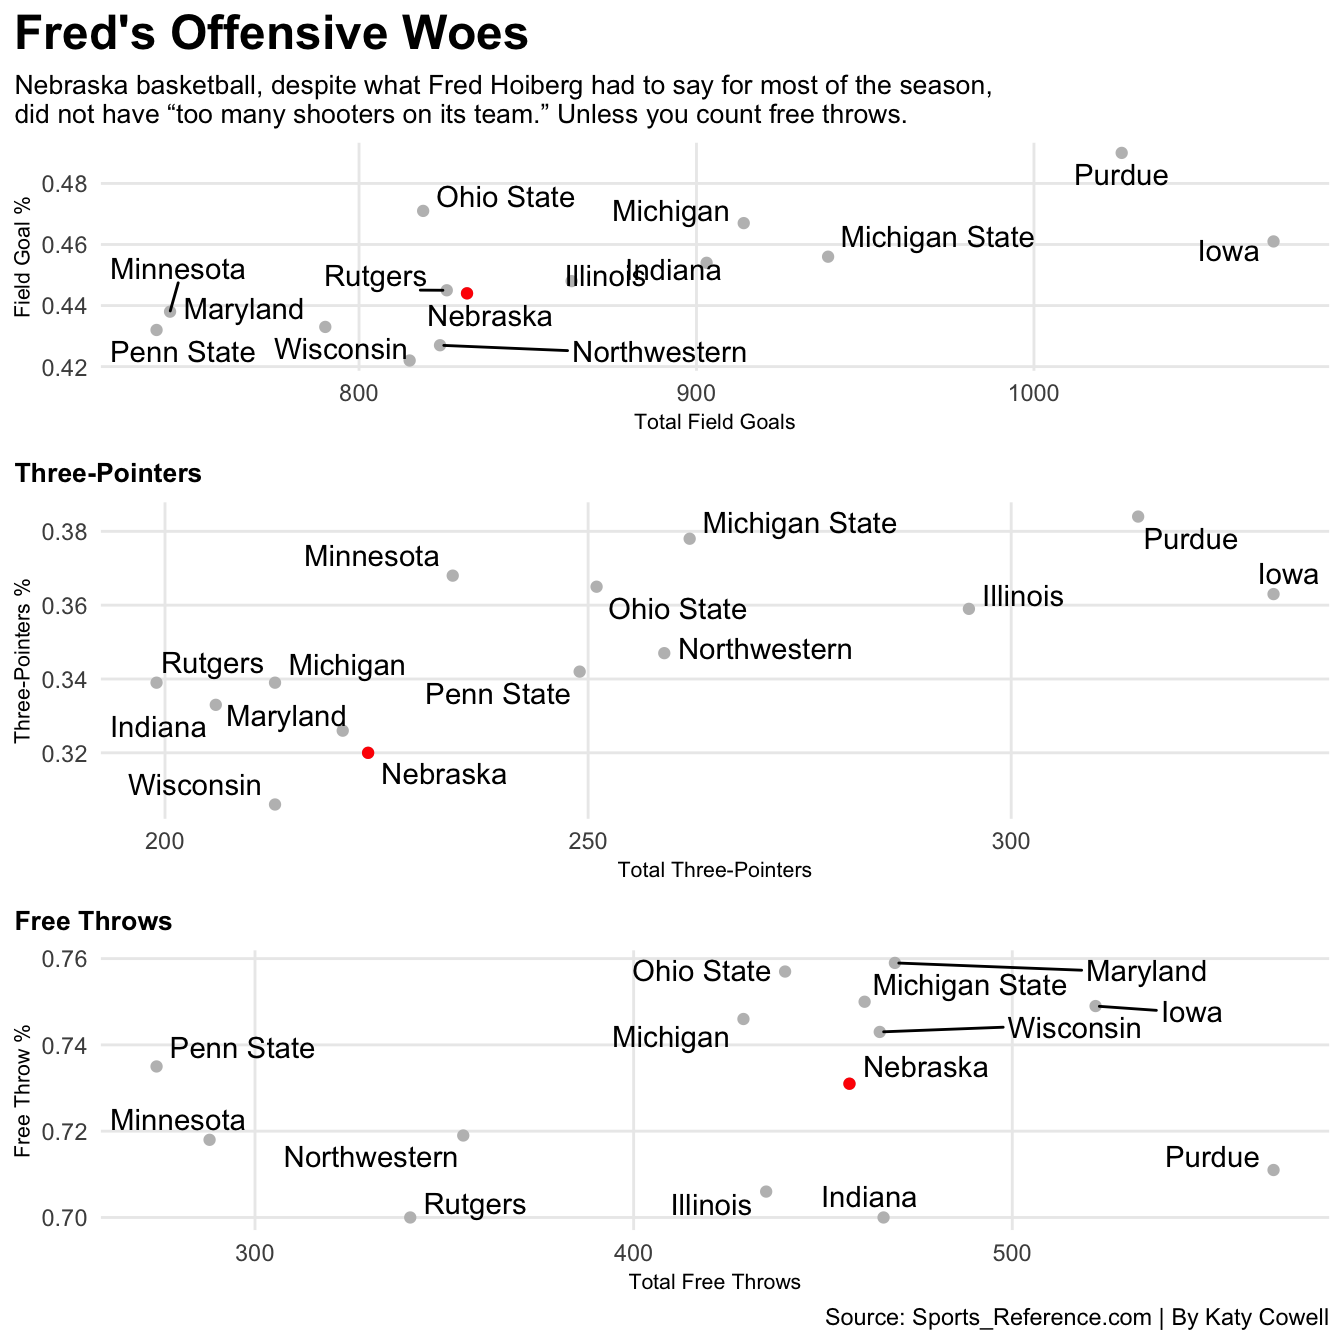 Fred's Offensive Woes
Nebraska basketball, despite what Fred Hoiberg had to say for most of the season,
did not have “too many shooters on its team.” Unless you count free throws.
Field Goal %
0.48
0.46
0.44
0.42
Purdue
Ohio State
Michigan
Michigan State
Iowa
Minnesota
Rutgers
Illinois
Indiana
Maryland
Nebraska
Penn State
Wisconsin
Northwestern
800
900
1000
Total Field Goals
Three-Pointers
Three-Pointers %
0.38
0.36
0.34
0.32
Michigan State
Purdue
Minnesota
Iowa
Illinois
Ohio State
Northwestern
Rutgers
Michigan
Penn State
Indiana
Maryland
Nebraska
Wisconsin
200
250
300
Total Three-Pointers
Free Throws
Free Throw %
0.76
0.74
0.72
0.70
Ohio State
Maryland
Michigan State
Iowa
Wisconsin
Michigan
Penn State
Nebraska
Minnesota
Northwestern
Purdue
Rutgers
Illinois
Indiana
300
400
500
Total Free Throws
Source: Sports_Reference.com | By Katy Cowell